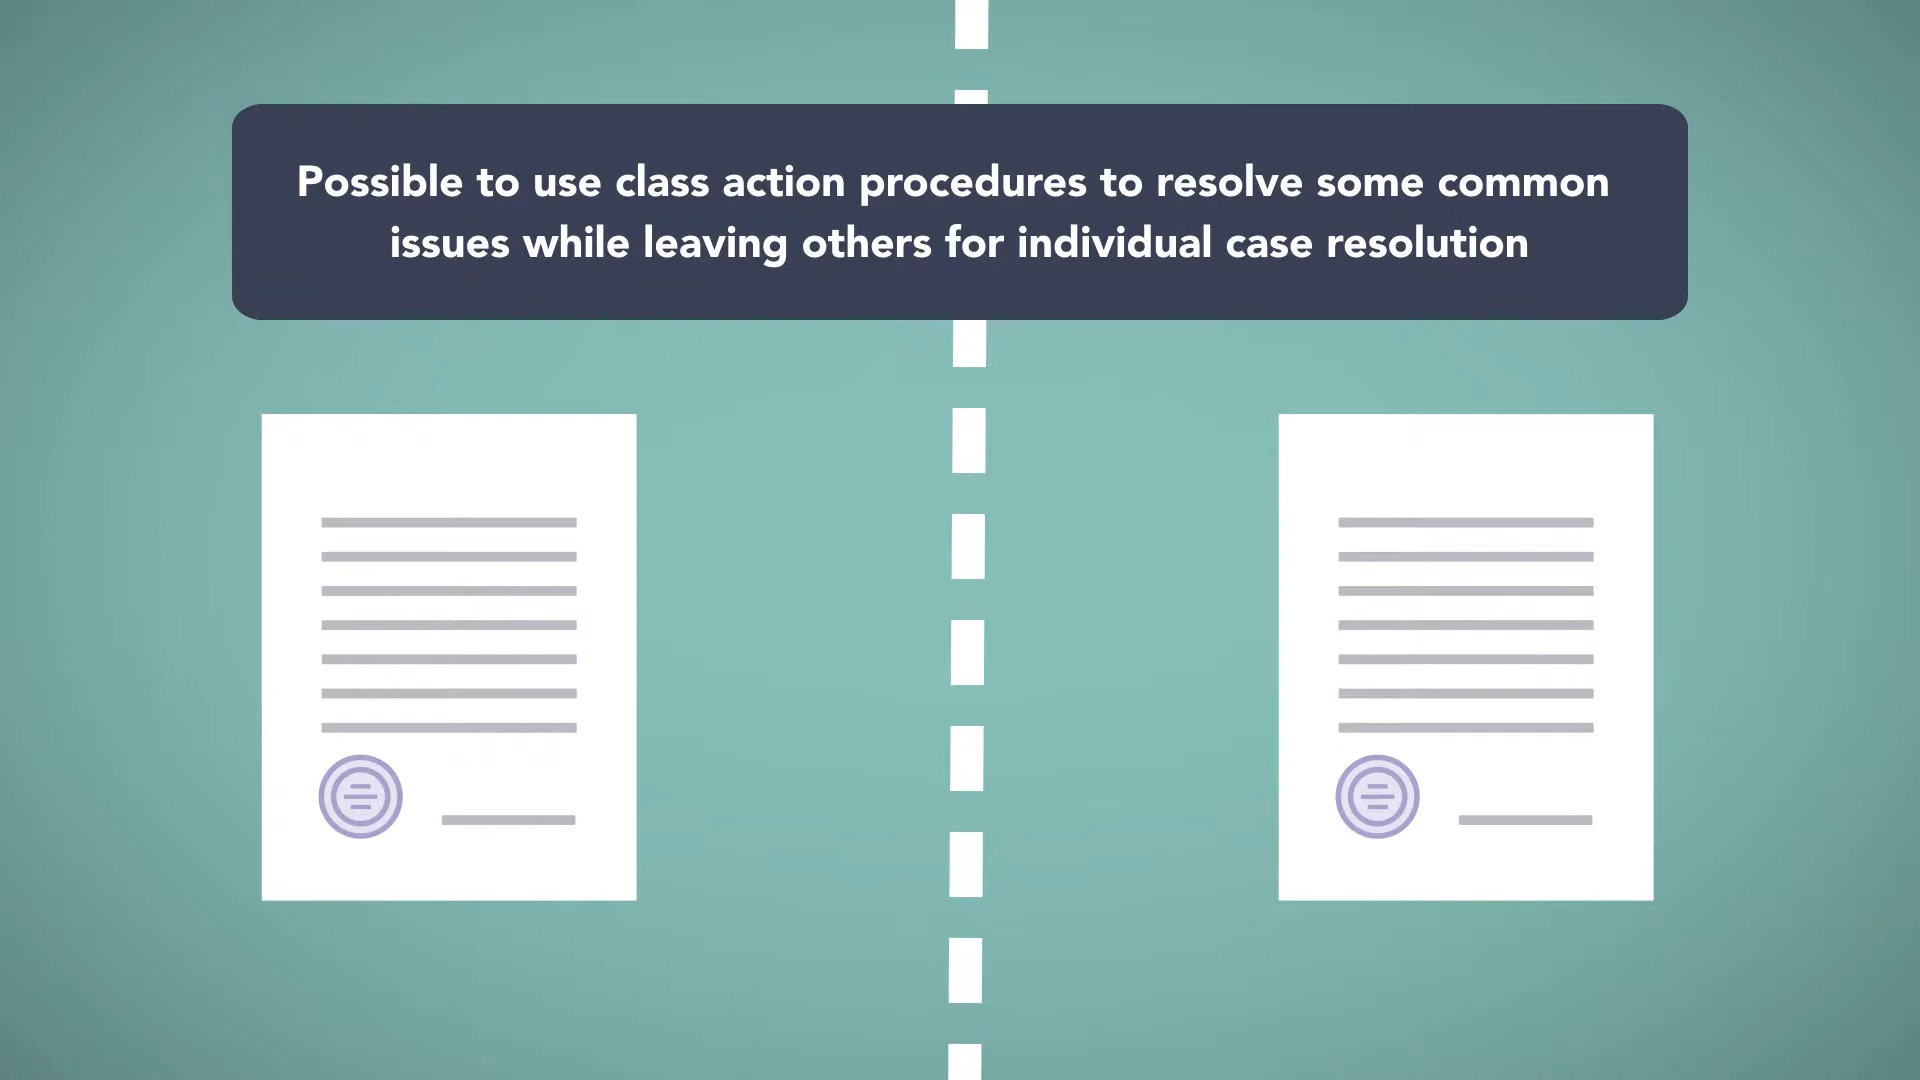 Possible to use class action procedures to resolve some common
issues while leaving others for individual case resolution